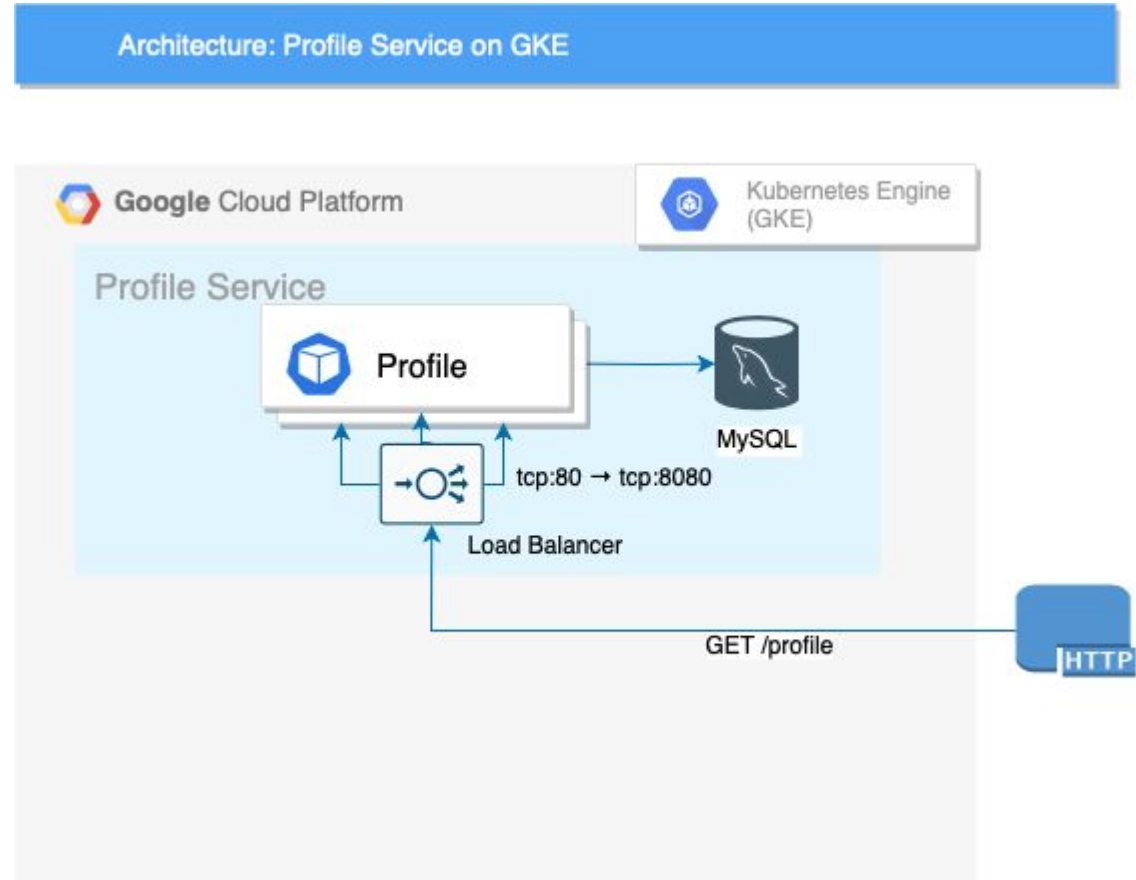 Architecture: Profile Service on GKE
Google Cloud Platform
Kubernetes Engine
(GKE)
Profile Service
Profile
MySQL
tcp:80 → tcp:8080
Load Balancer
GET /profile
HTTP